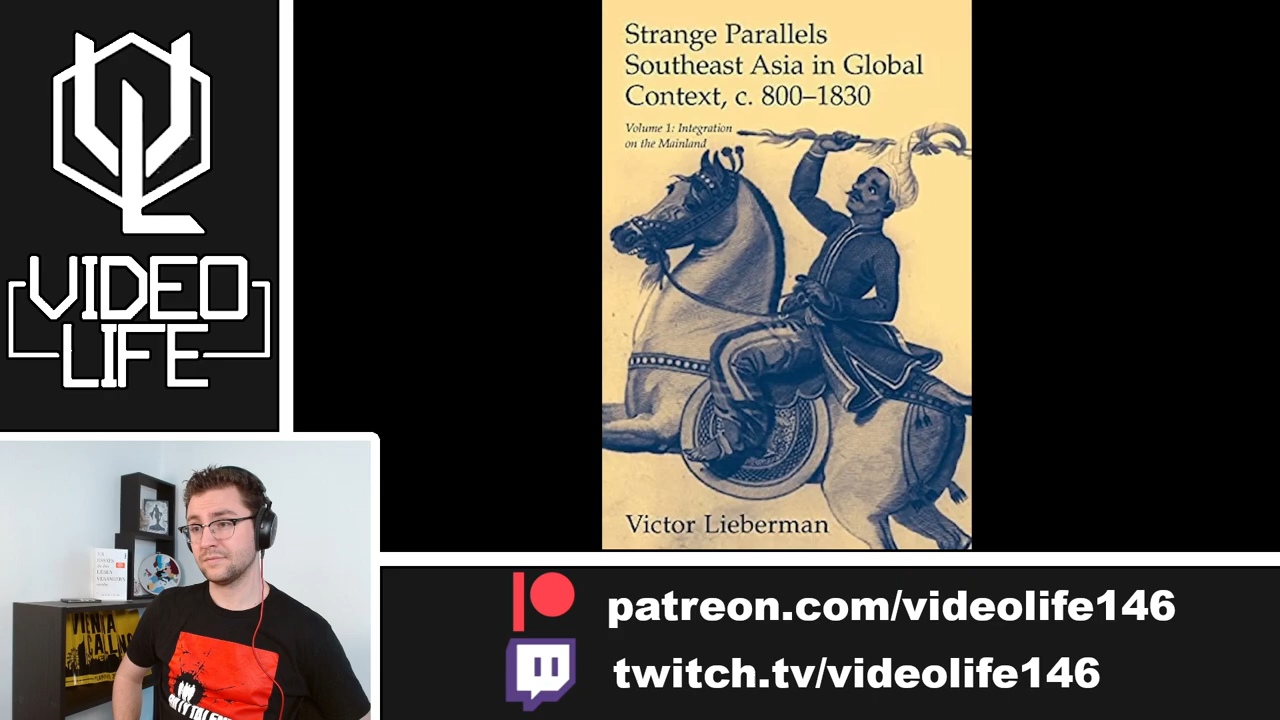 VIDEO
LIFE
Strange Parallels
Southeast Asia in Global
Context, c. 800–1830
Volume 1: Integration
on the Mainland
Victor Lieberman
patreon.com/videolife146
twitch.tv/videolife146